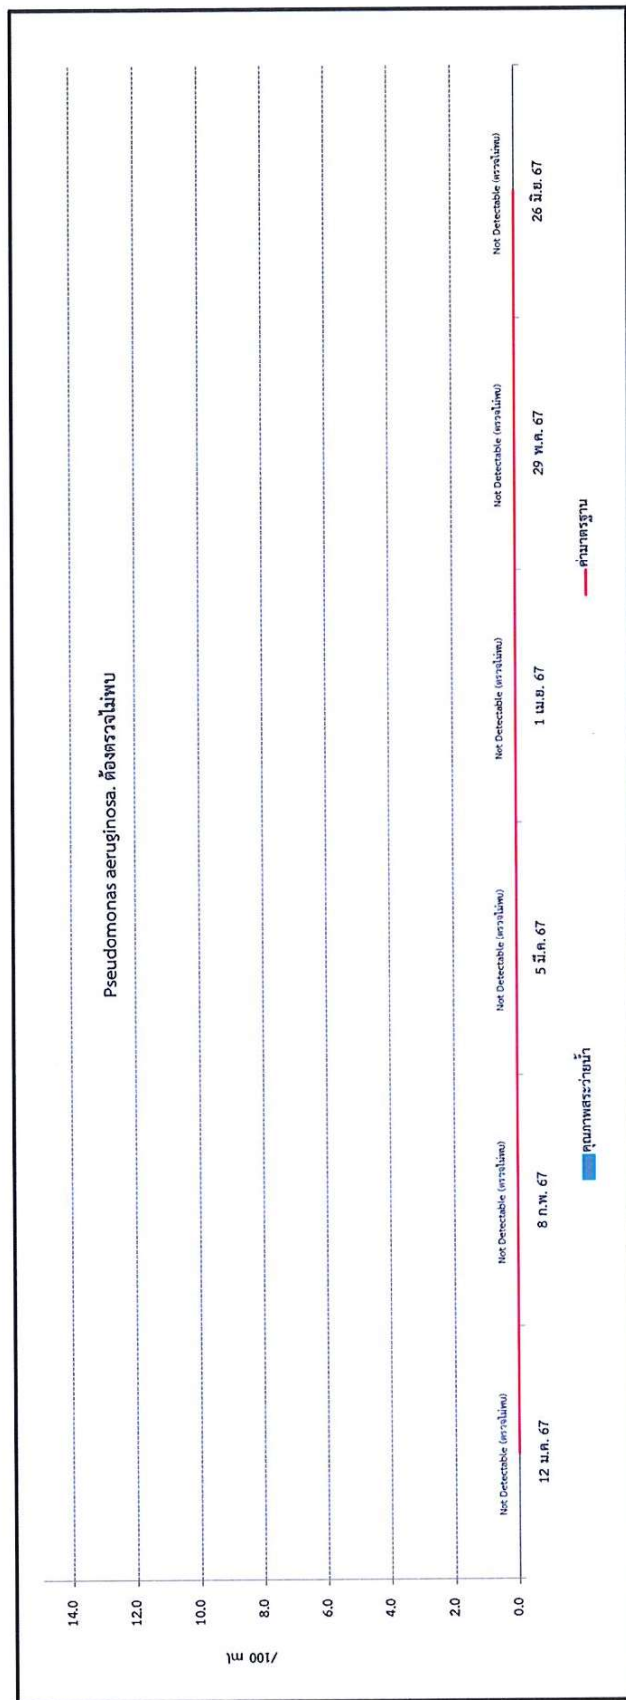 Pseudomonas aeruginosa. ต้องตรวจไม่พบ
/100 ml
14.0
12.0
10.0
8.0
6.0
4.0
2.0
0.0
Not Detectable (ตรวจไม่พบ)
Not Detectable (ตรวจไม่พบ)
Not Detectable (ตรวจไม่พบ)
Not Detectable (ตรวจไม่พบ)
Not Detectable (ตรวจไม่พบ)
Not Detectable (ตรวจไม่พบ)
12 ม.ค. 67
8 ก.พ. 67
5 มี.ค. 67
1 เม.ย. 67
29 พ.ค. 67
26 มิ.ย. 67
คุณภาพสระว่ายน้ำ
ค่ามาตรฐาน